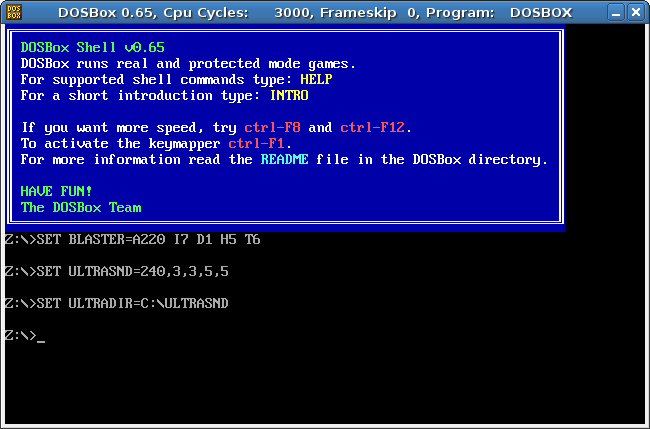 DOS
BOX
DOSBox 0.65, Cpu Cycles: 3000, Frameskip 0, Program: DOSBOX
DOSBox Shell v0.65
DOSBox runs real and protected mode games.
For supported shell commands type: HELP
For a short introduction type: INTRO
If you want more speed, try ctrl-F8 and ctrl-F12.
To activate the keymapper ctrl-F1.
For more information read the README file in the DOSBox directory.
HAVE FUN!
The DOSBox Team
Z:\>SET BLASTER=A220 I7 D1 H5 T6
Z:\>SET ULTRASND=240,3,3,5,5
Z:\>SET ULTRADIR=C:\ULTRASND
Z:\>_